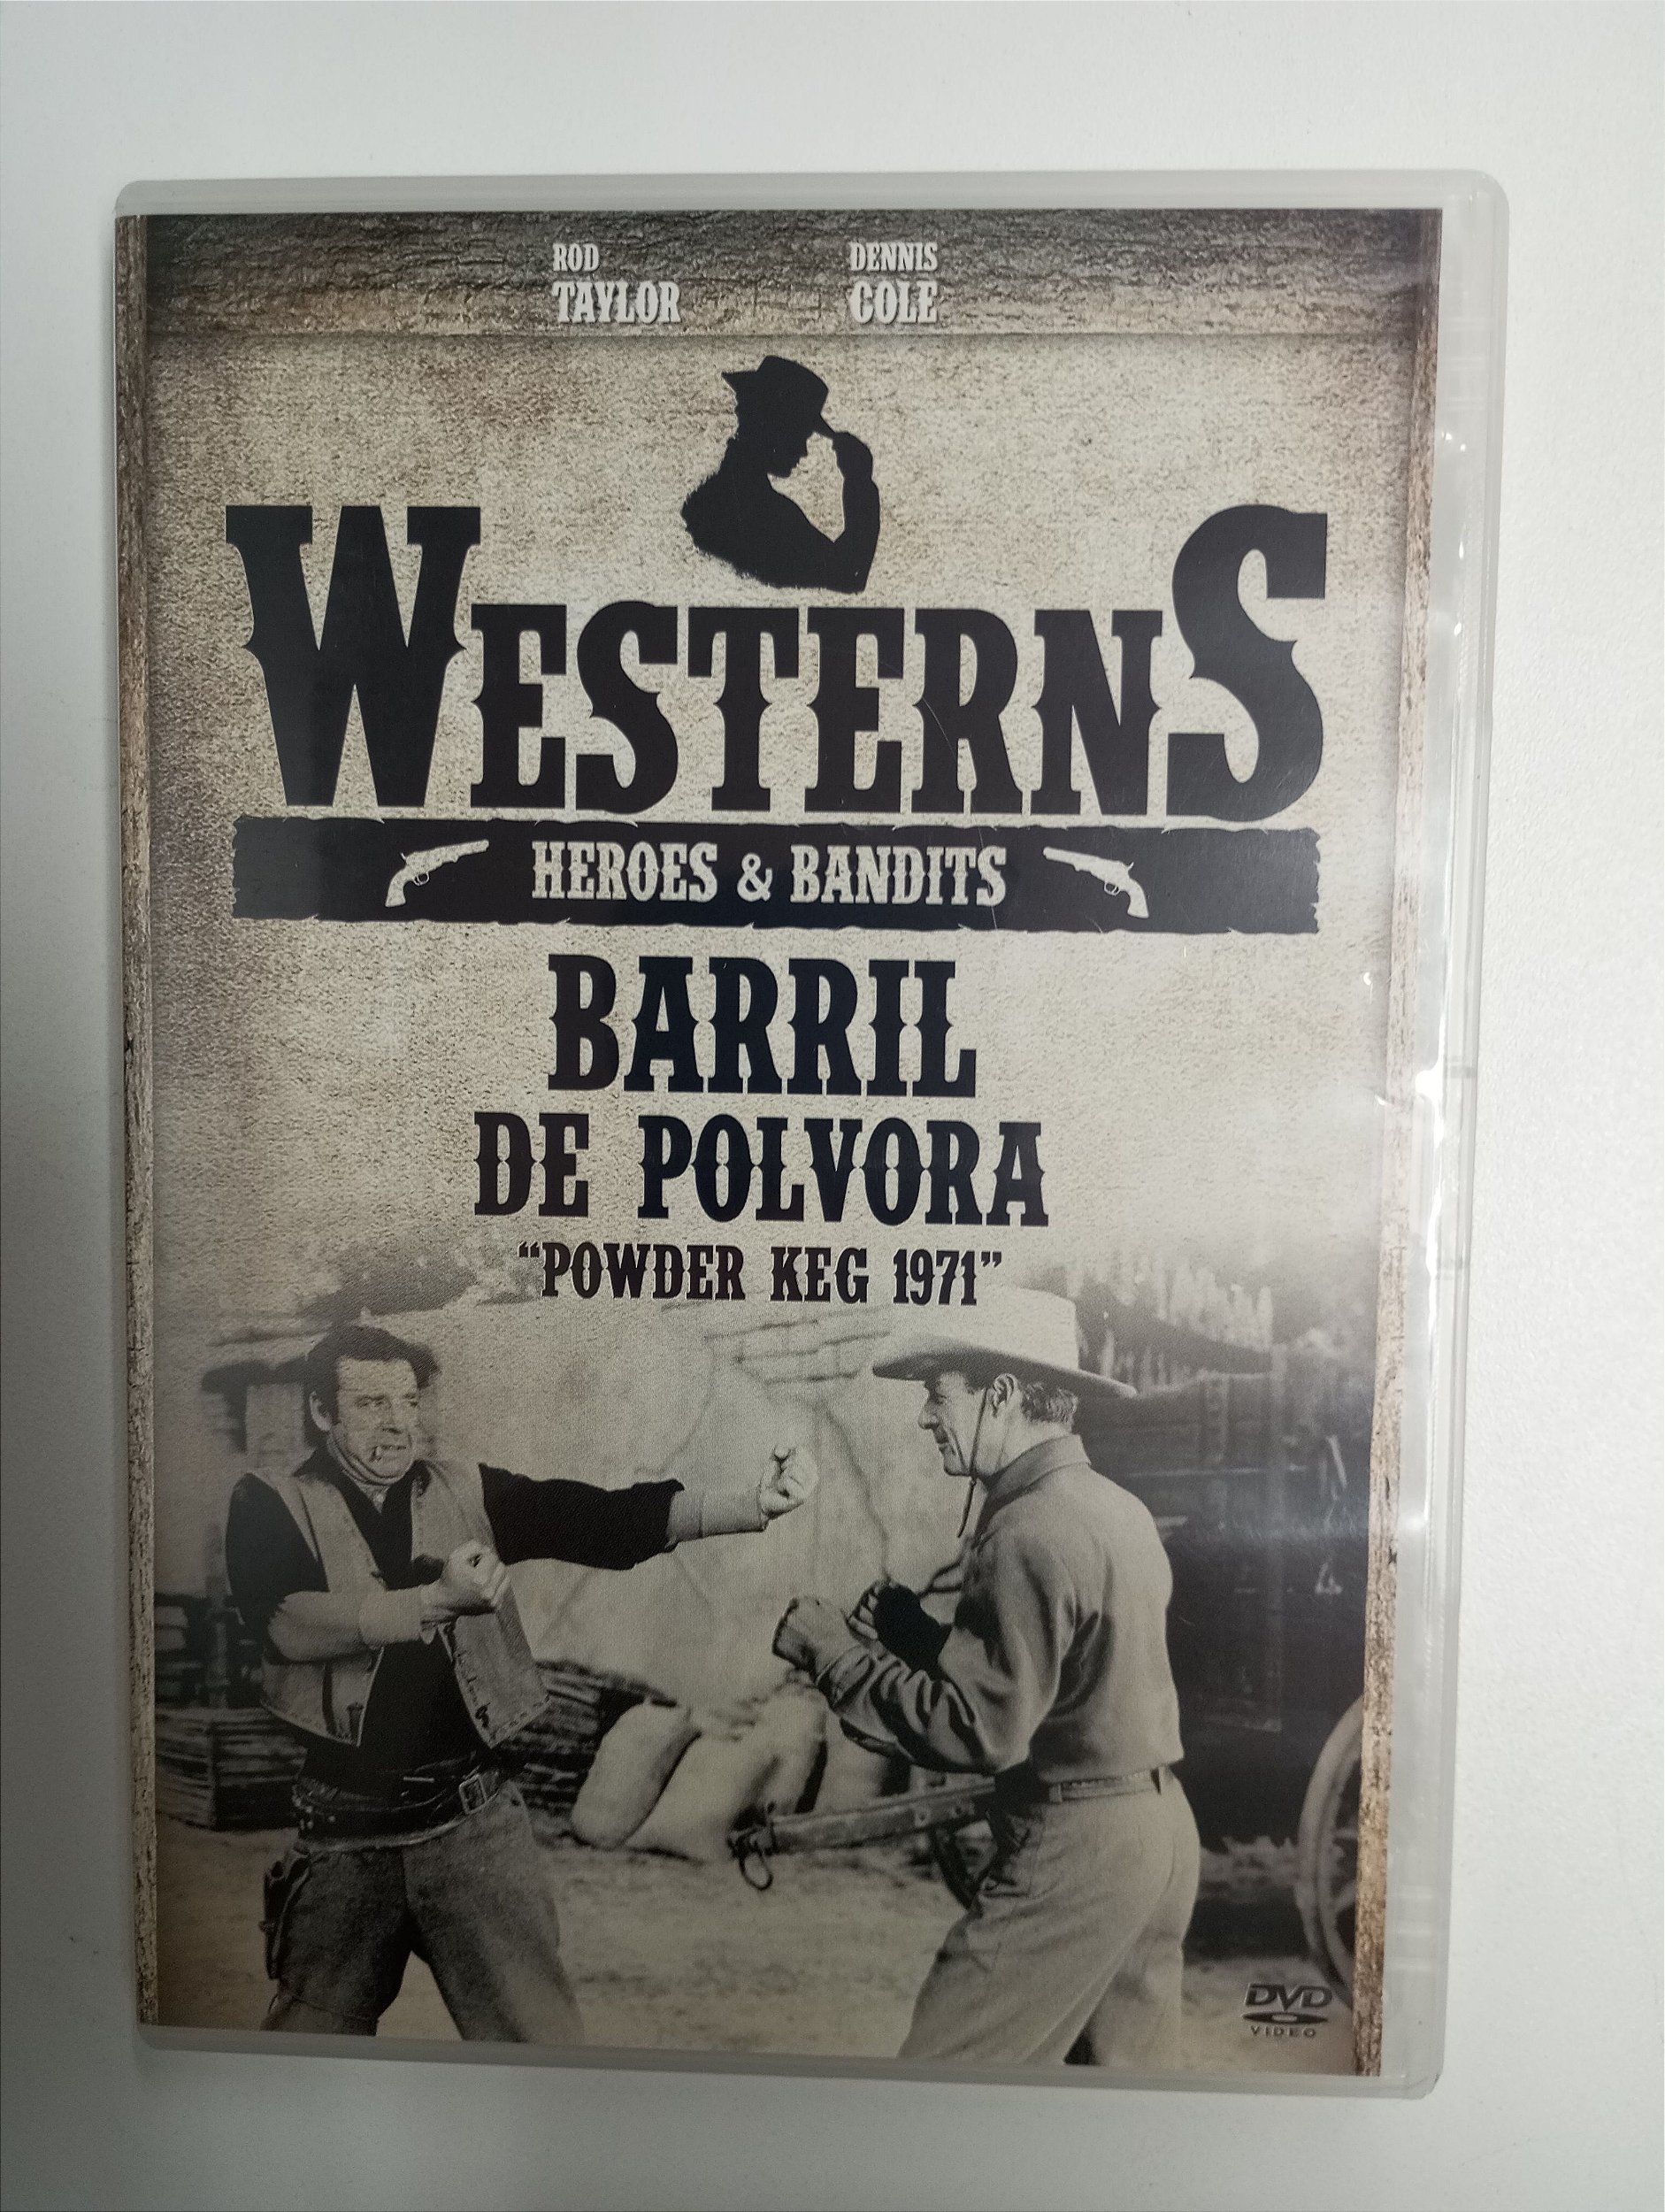 ROD
TAYLOR
DENNIS
COLE
WESTERNS
HEROES & BANDITS
BARRIL
DE POLVORA
"POWDER KEG 1971"
DVD
VIDEO